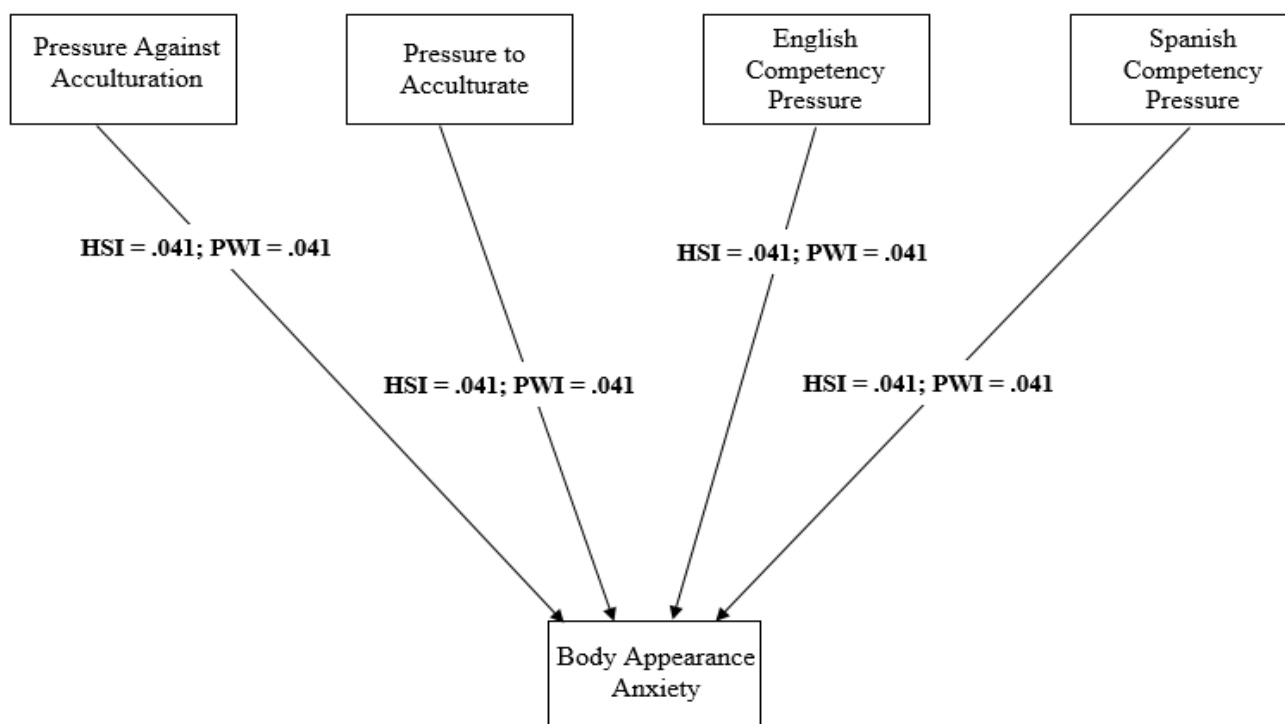 Pressure Against
Acculturation
Pressure to
Acculturate
English
Competency
Pressure
Spanish
Competency
Pressure
HSI = .041; PWI = .041
HSI = .041; PWI = .041
HSI = .041; PWI = .041
HSI = .041; PWI = .041
Body Appearance
Anxiety